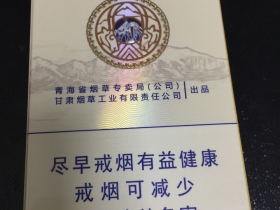 青海省烟草专卖局(公司)
甘肃烟草工业有限责任公司
出品
尽早戒烟有益健康
戒烟可减少